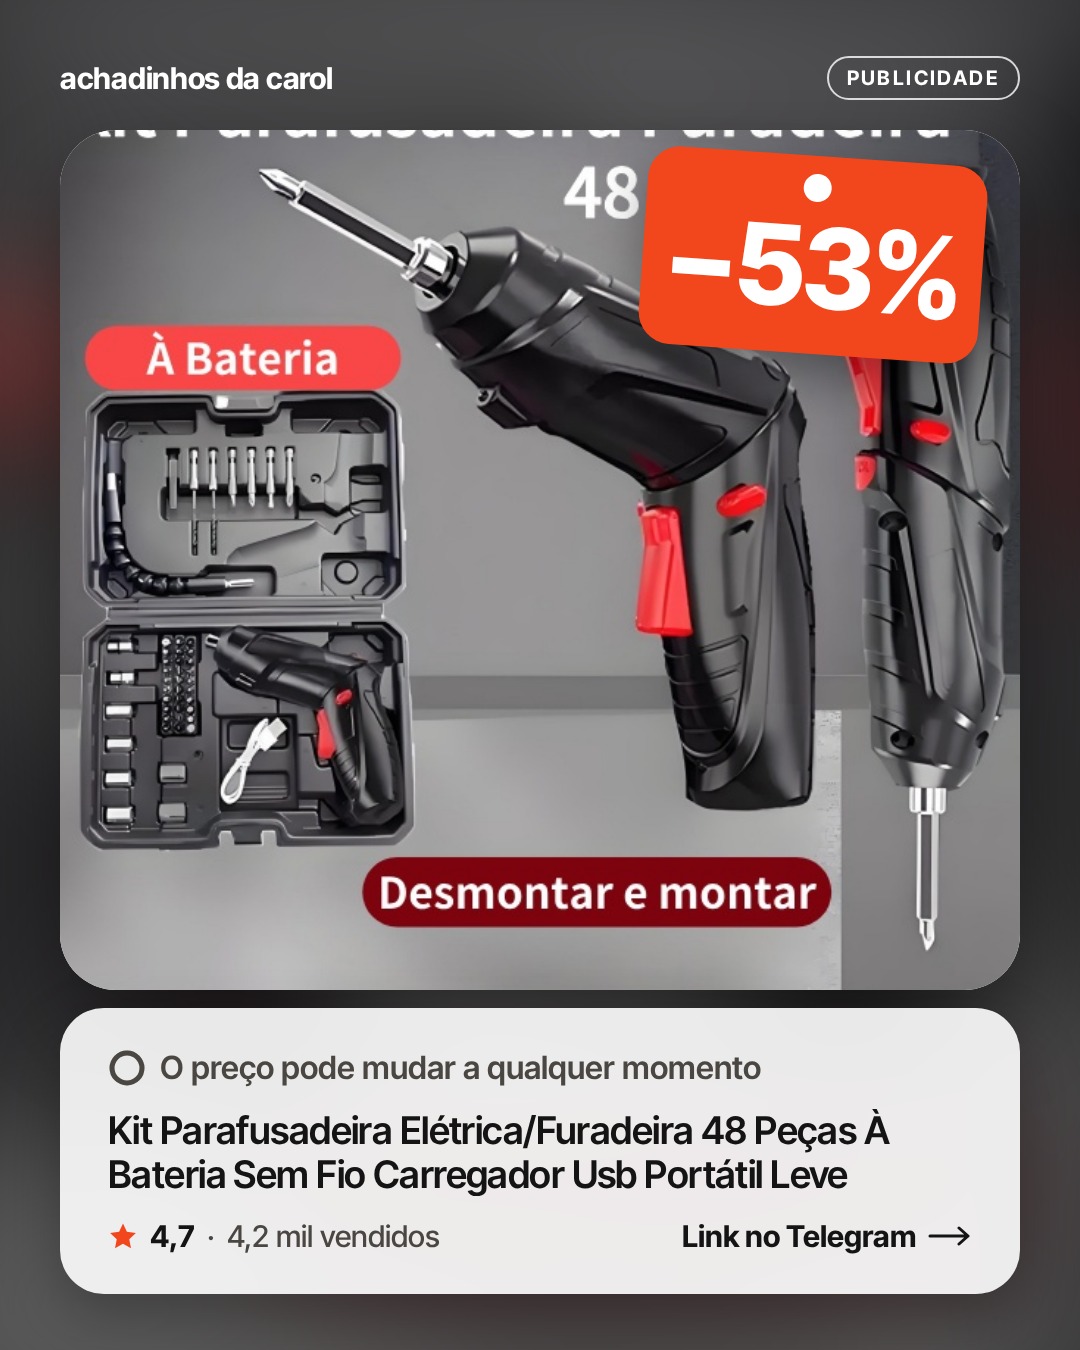 achadinhos da carol
PUBLICIDADE
48
-53%
À Bateria
Desmontar e montar
O preço pode mudar a qualquer momento
Kit Parafusadeira Elétrica/Furadeira 48 Peças À
Bateria Sem Fio Carregador Usb Portátil Leve
4,7 · 4,2 mil vendidos
Link no Telegram →